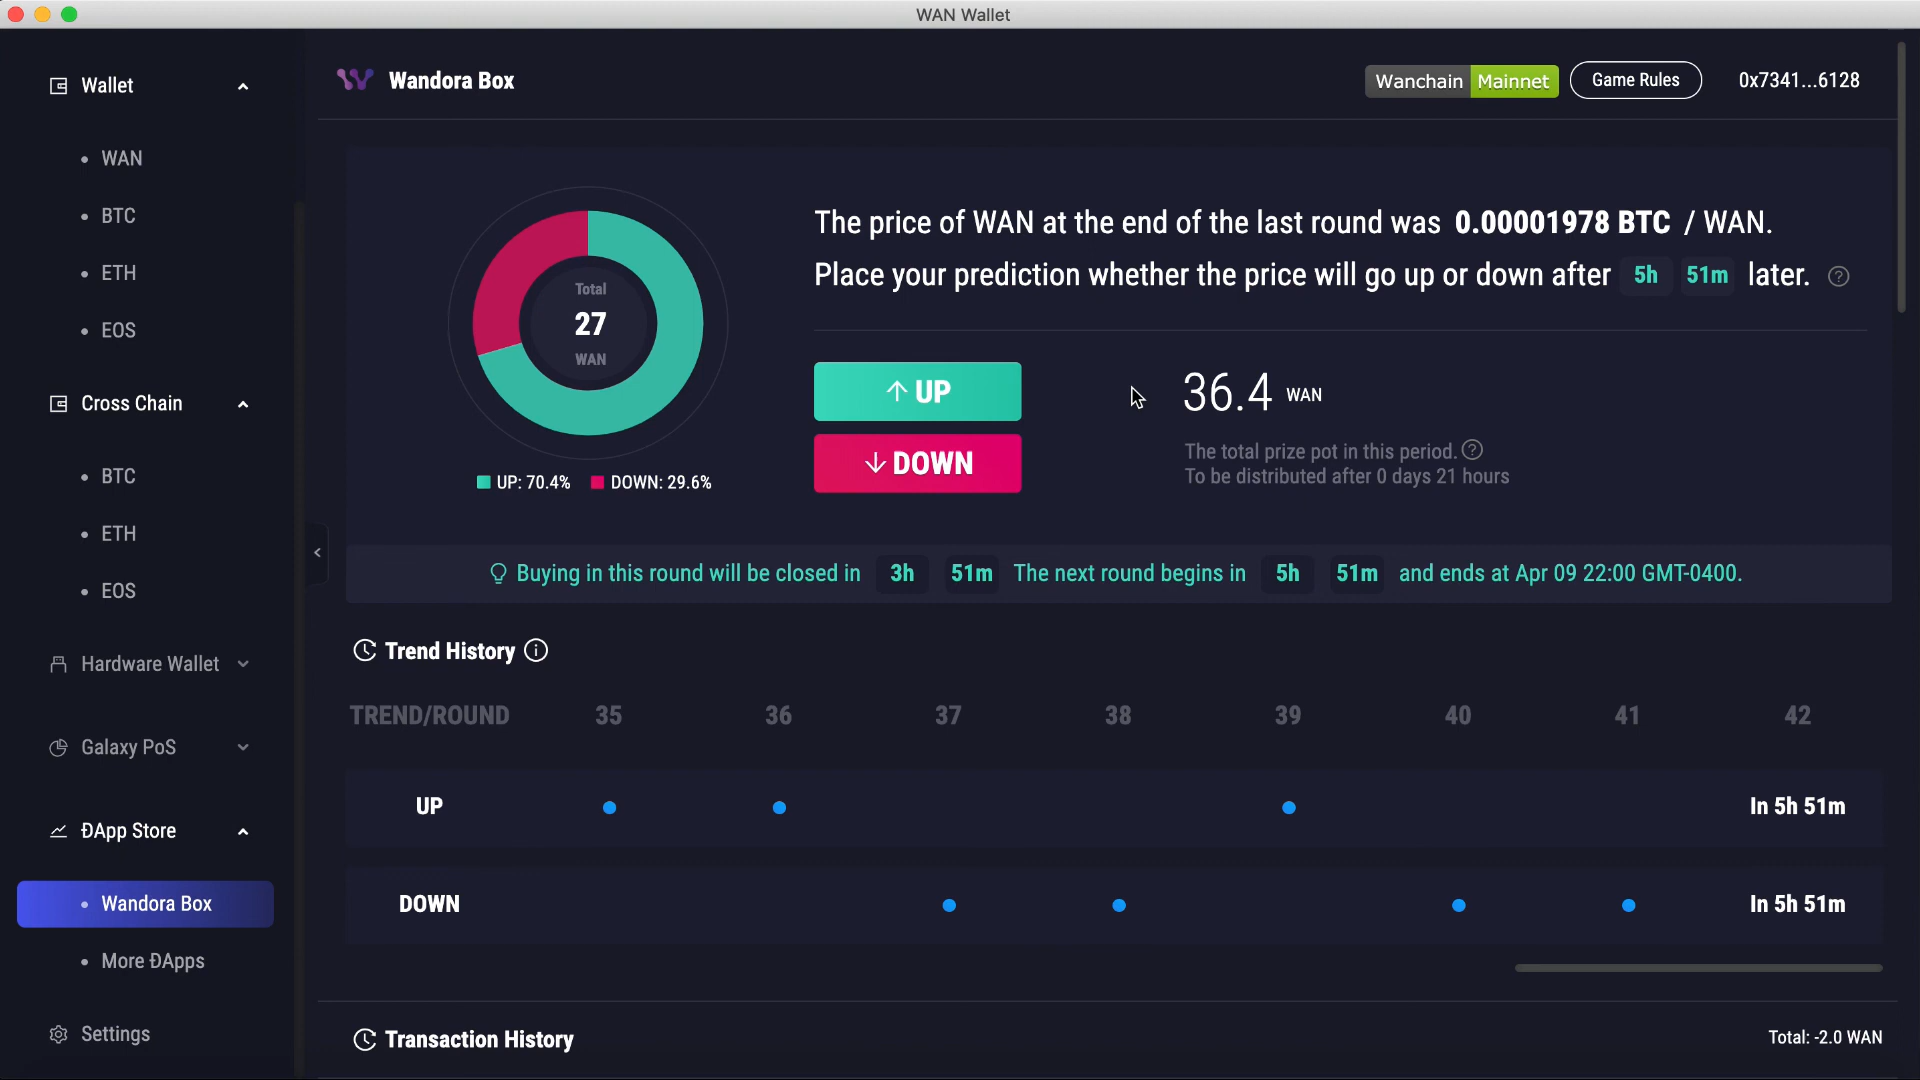 WAN Wallet
Wallet
WAN
BTC
ETH
EOS
Cross Chain
BTC
ETH
EOS
Hardware Wallet
Galaxy PoS
ĐApp Store
Wandora Box
More ĐApps
Settings
Wandora Box
Wanchain Mainnet
Game Rules
0x7341...6128
Total
27
WAN
UP: 70.4% DOWN: 29.6%
The price of WAN at the end of the last round was 0.00001978 BTC / WAN.
Place your prediction whether the price will go up or down after 5h 51m later. ?
↑ UP
↓ DOWN
36.4 WAN
The total prize pot in this period. ?
To be distributed after 0 days 21 hours
Buying in this round will be closed in 3h 51m The next round begins in 5h 51m and ends at Apr 09 22:00 GMT-0400.
Trend History
TREND/ROUND 35 36 37 38 39 40 41 42
UP In 5h 51m
DOWN In 5h 51m
Transaction History
Total: -2.0 WAN